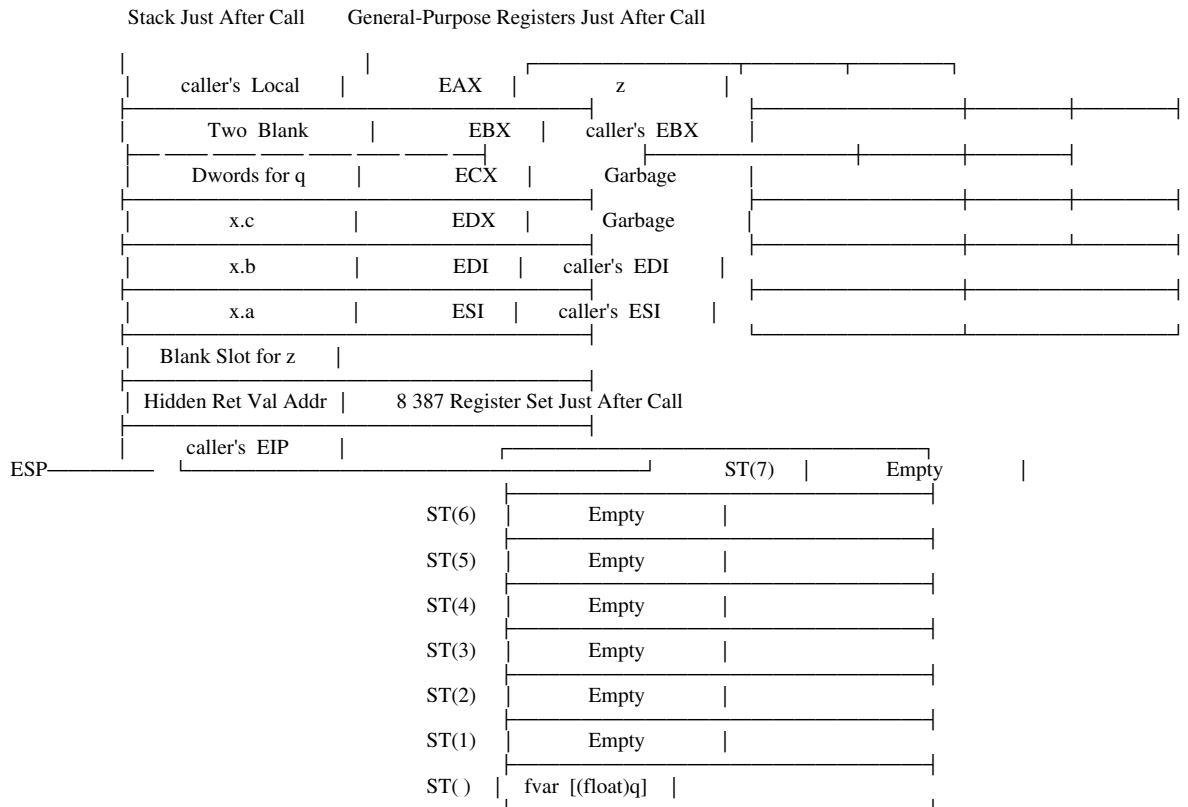 Stack Just After Call General-Purpose Registers Just After Call
caller's Local EAX z
Two Blank EBX caller's EBX
Dwords for q ECX Garbage
x.c EDX Garbage
x.b EDI caller's EDI
x.a ESI caller's ESI
Blank Slot for z
Hidden Ret Val Addr 8 387 Register Set Just After Call
caller's EIP
ESP ST(7) Empty
ST(6) Empty
ST(5) Empty
ST(4) Empty
ST(3) Empty
ST(2) Empty
ST(1) Empty
ST( ) fvar [(float)q]